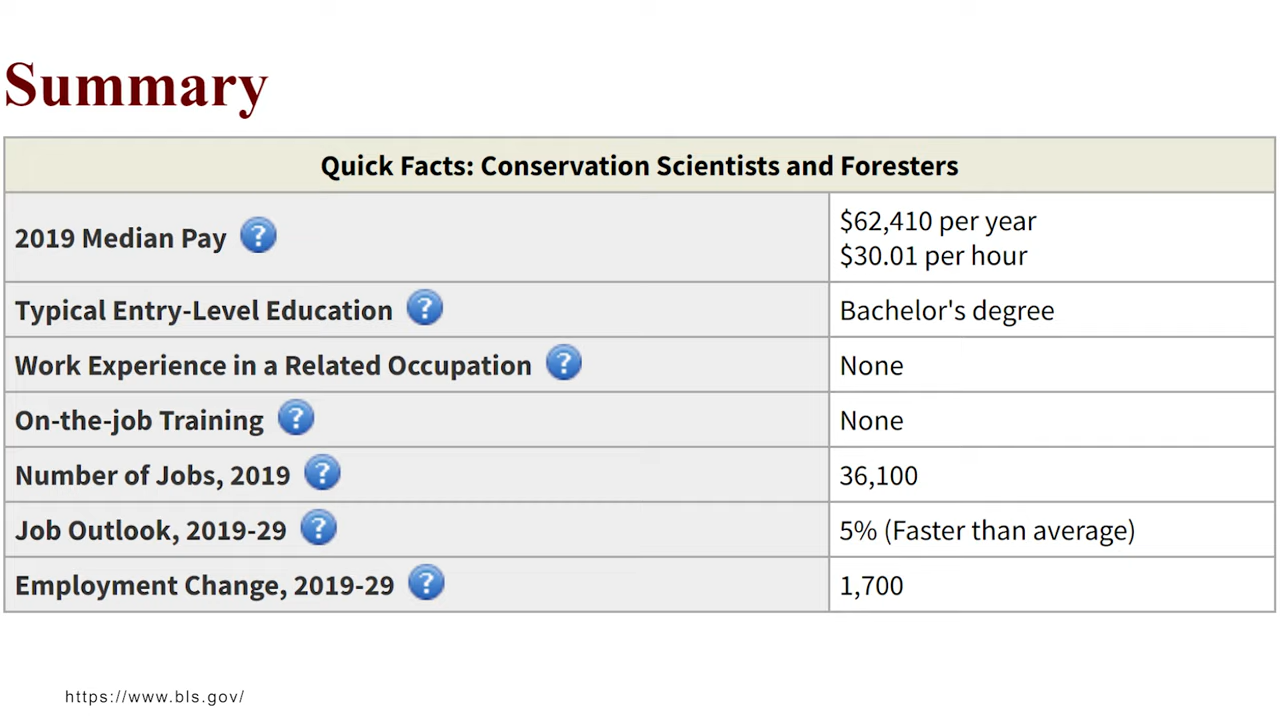 Summary
Quick Facts: Conservation Scientists and Foresters
2019 Median Pay ?
$62,410 per year
$30.01 per hour
Typical Entry-Level Education ?
Bachelor's degree
Work Experience in a Related Occupation ?
None
On-the-job Training ?
None
Number of Jobs, 2019 ?
36,100
Job Outlook, 2019-29 ?
5% (Faster than average)
Employment Change, 2019-29 ?
1,700
https://www.bls.gov/